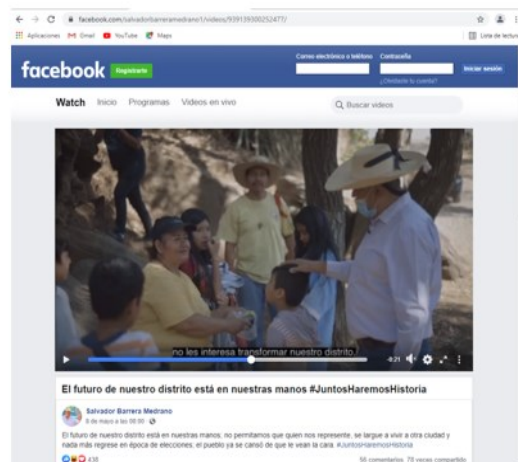 facebook.com/salvadorbarreramedrano1/videos/939139300252477/
Aplicaciones Gmail YouTube Maps Lista de lectura
Correo electrónico o teléfono Contraseña
facebook Registrarte Iniciar sesión
¿Olvidaste tu cuenta?
Watch Inicio Programas Videos en vivo Buscar videos
no les interesa transformar nuestro distrito.
-0:21
El futuro de nuestro distrito está en nuestras manos #JuntosHaremosHistoria
Salvador Barrera Medrano
8 de mayo a las 08:00
El futuro de nuestro distrito está en nuestras manos, no permitamos que quien nos represente, se largue a vivir a otra ciudad y
nada más regrese en época de elecciones; el pueblo ya se cansó de que le vean la cara. #JuntosHaremosHistoria
438 56 comentarios 78 veces compartido